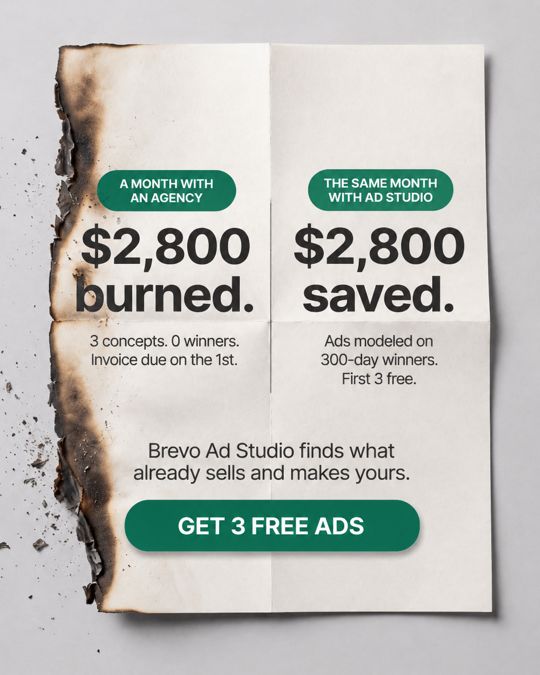 A MONTH WITH
AN AGENCY
$2,800
burned.
3 concepts. 0 winners.
Invoice due on the 1st.
THE SAME MONTH
WITH AD STUDIO
$2,800
saved.
Ads modeled on
300-day winners.
First 3 free.
Brevo Ad Studio finds what
already sells and makes yours.
GET 3 FREE ADS